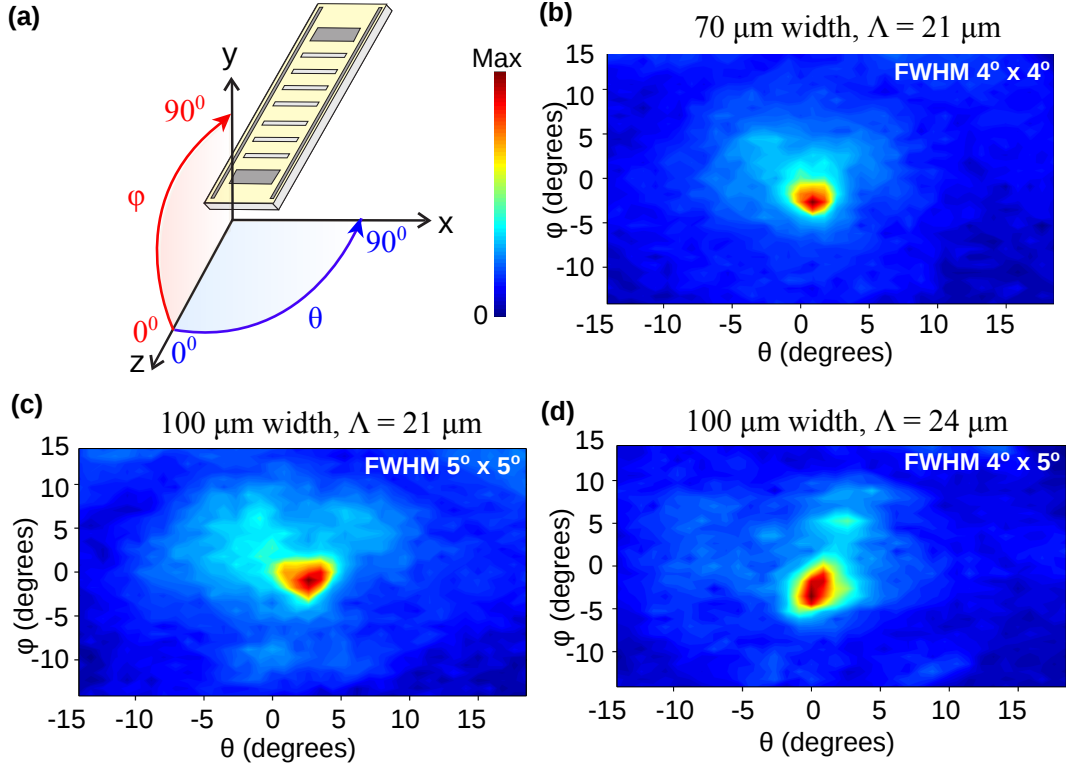 (a)
y
90⁰
φ
x
90⁰
θ
0⁰
0⁰
z
Max
0
(b)
70 μm width, Λ = 21 μm
FWHM 4° x 4°
15
10
5
0
-5
-10
φ (degrees)
-15
-10
-5
0
5
10
15
θ (degrees)
(c)
100 μm width, Λ = 21 μm
FWHM 5° x 5°
15
10
5
0
-5
-10
φ (degrees)
-15
-10
-5
0
5
10
15
θ (degrees)
(d)
100 μm width, Λ = 24 μm
FWHM 4° x 5°
15
10
5
0
-5
-10
φ (degrees)
-15
-10
-5
0
5
10
15
θ (degrees)